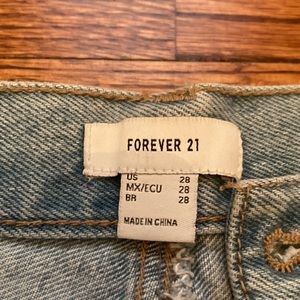 FOREVER 21
US 28
MX/ECU 28
BR 28
MADE IN CHINA